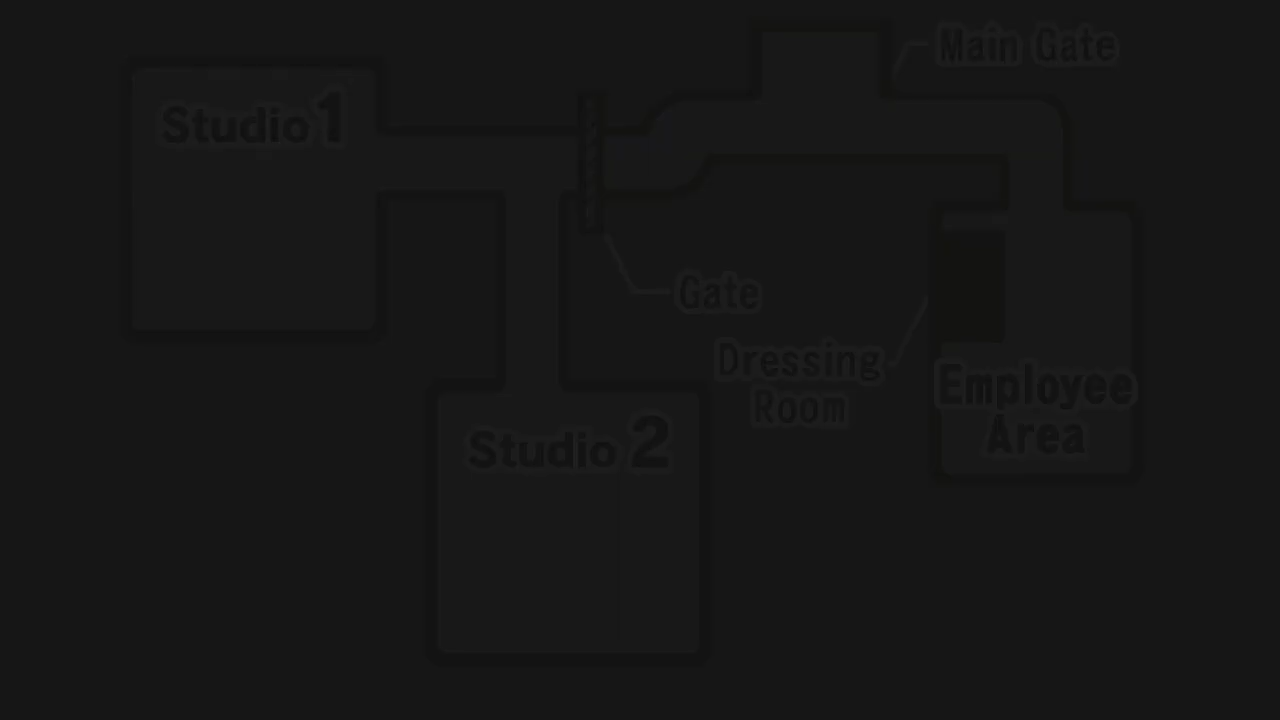 Main Gate
Studio 1
Gate
Dressing
Room
Employee
Area
Studio 2